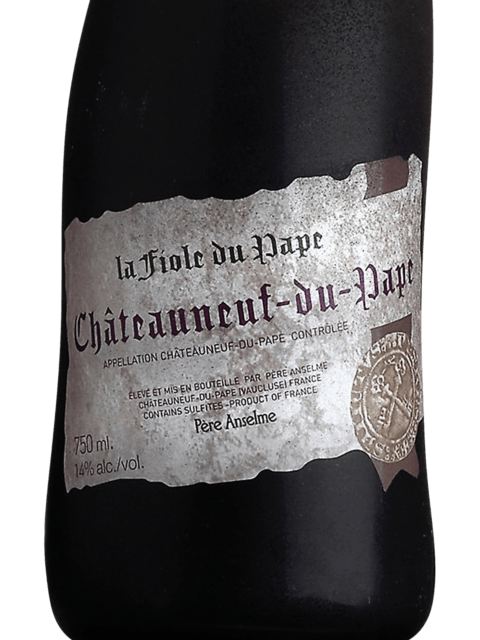 la Fiole du Pape
Châteauneuf-du-Pape
APPELLATION CHÂTEAUNEUF-DU-PAPE CONTRÔLÉE
ÉLEVÉ ET MIS EN BOUTEILLE PAR PÈRE ANSELME
CHÂTEAUNEUF-DU-PAPE (VAUCLUSE) FRANCE
CONTAINS SULFITES - PRODUCT OF FRANCE
Père Anselme
750 ml.
14% alc./vol.